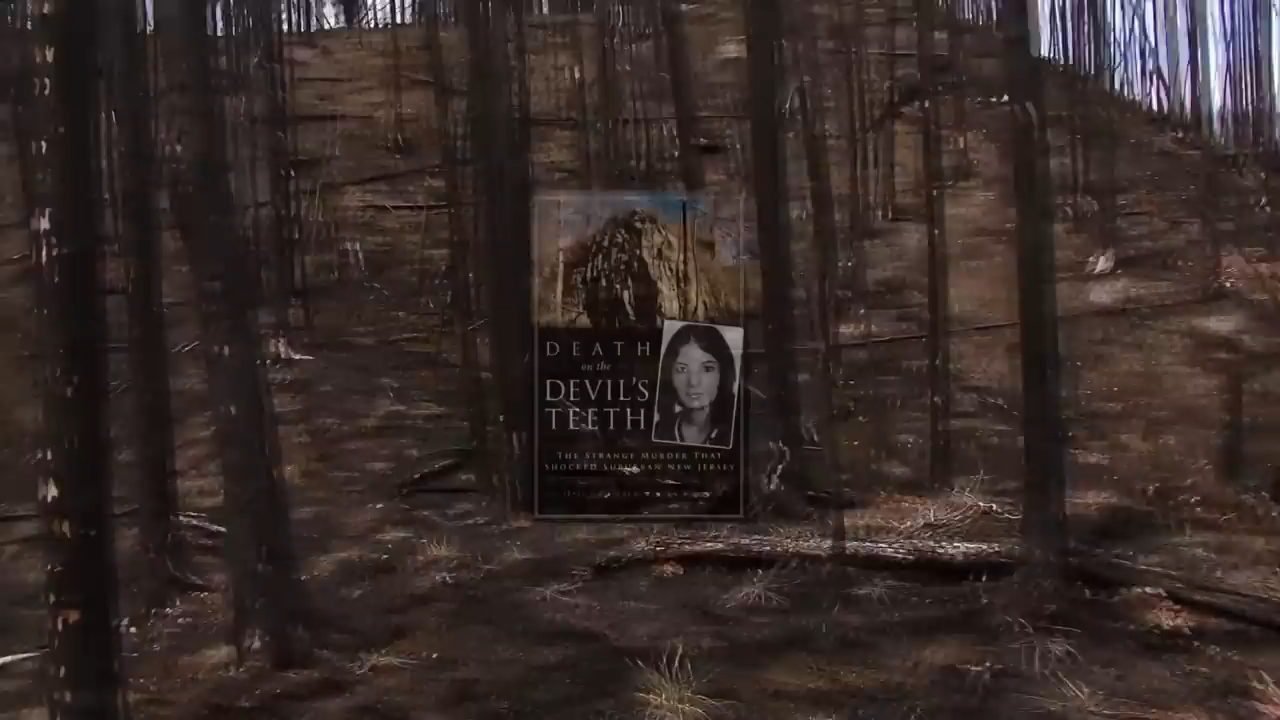 DEATH
on the
DEVIL'S
TEETH
THE STRANGE MURDER THAT
SHOCKED SUBURBAN NEW JERSEY